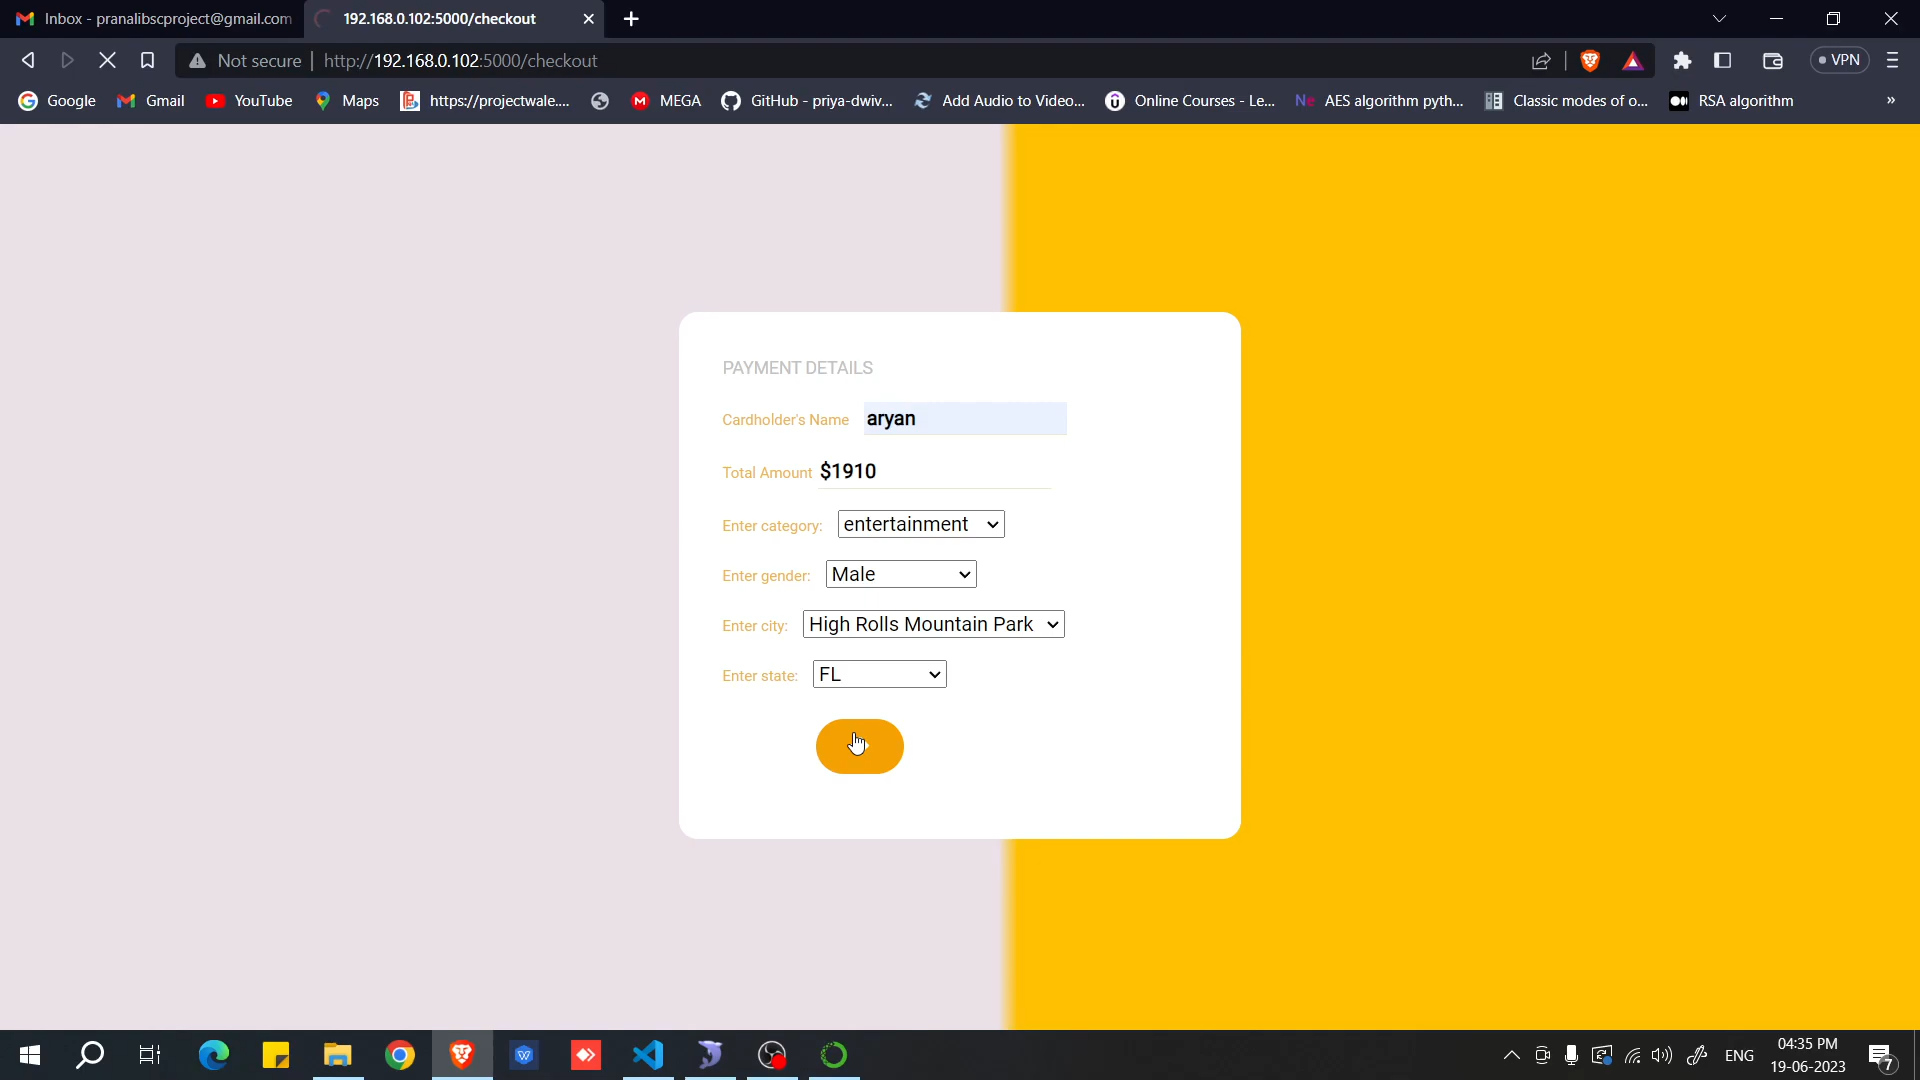 Inbox - pranalibscproject@gmail.com
192.168.0.102:5000/checkout
Not secure
http://192.168.0.102:5000/checkout
VPN
Google
Gmail
YouTube
Maps
https://projectwale....
MEGA
GitHub - priya-dwiv...
Add Audio to Video...
Online Courses - Le...
AES algorithm pyth...
Classic modes of o...
RSA algorithm
PAYMENT DETAILS
Cardholder's Name aryan
Total Amount $1910
Enter category: entertainment
Enter gender: Male
Enter city: High Rolls Mountain Park
Enter state: FL
ENG
04:35 PM
19-06-2023
7